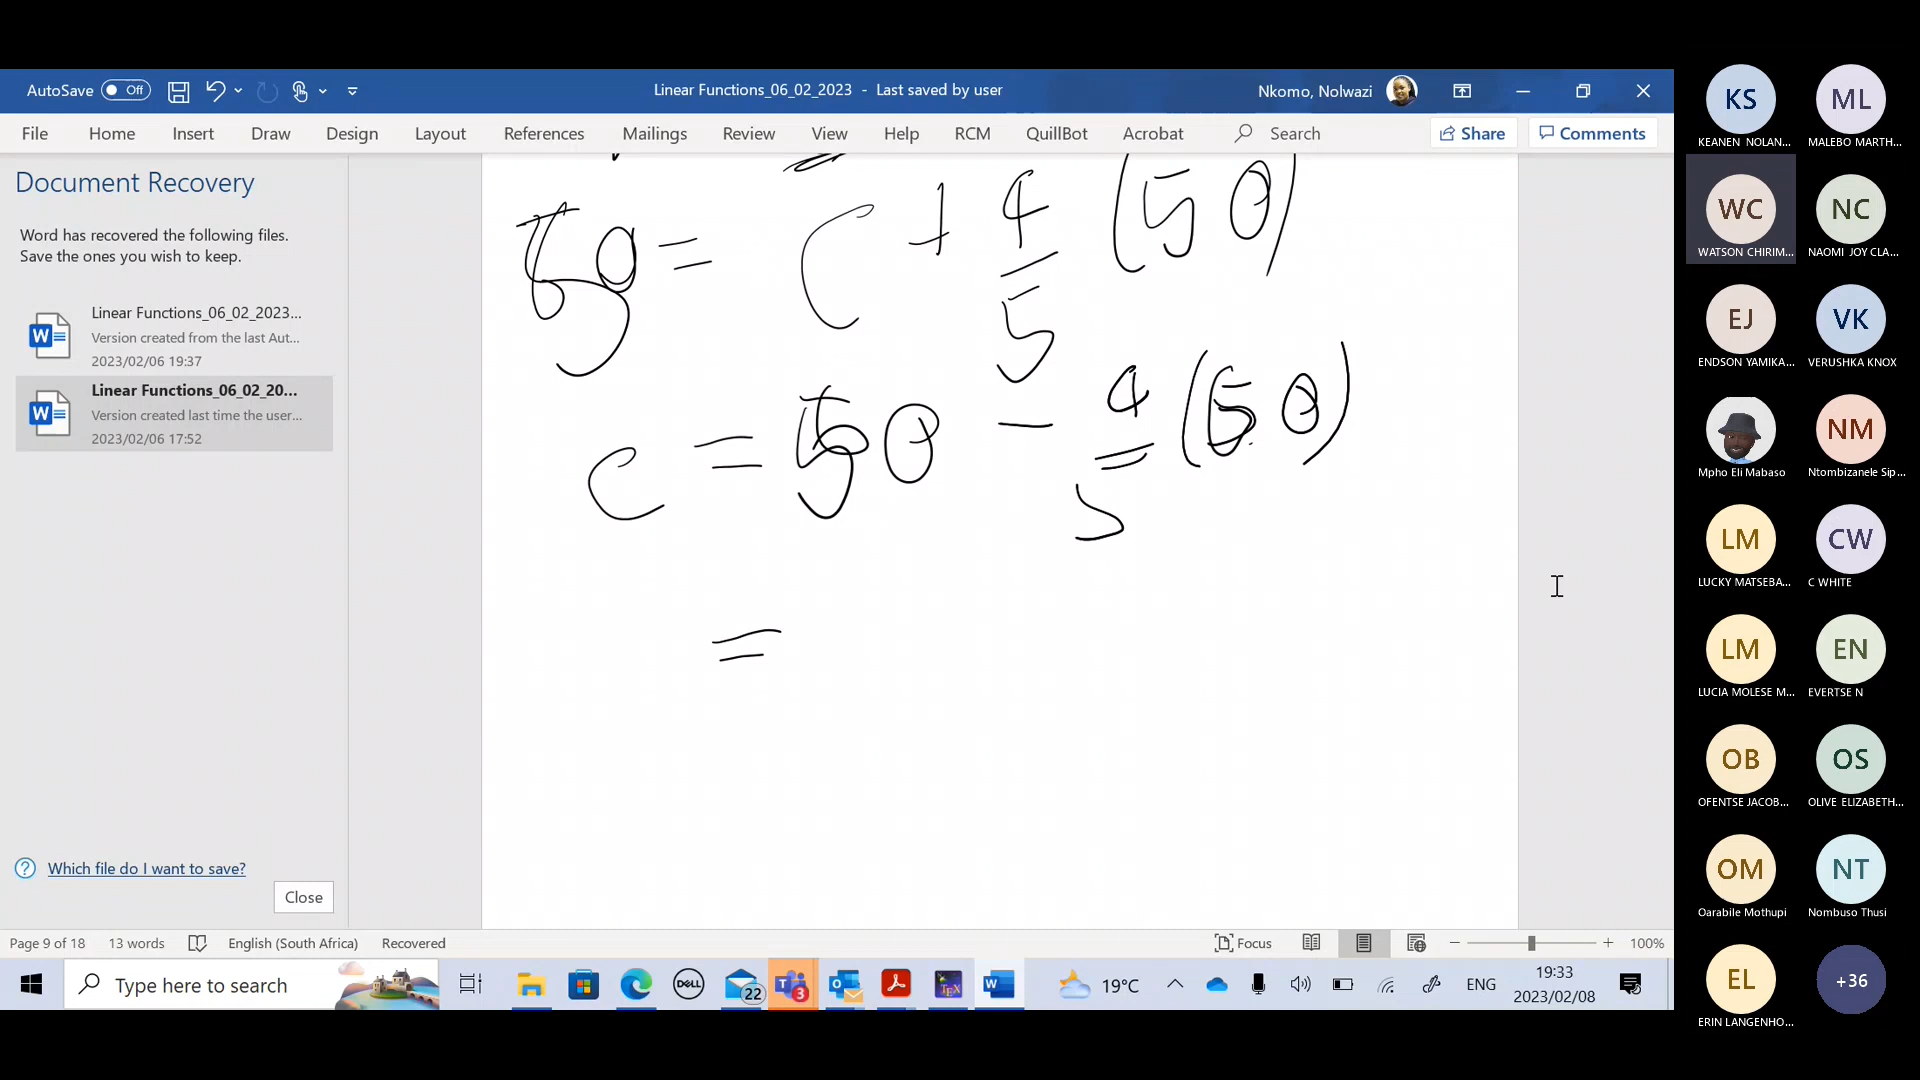 AutoSave Off
Linear Functions_06_02_2023 - Last saved by user
Nkomo, Nolwazi
File Home Insert Draw Design Layout References Mailings Review View Help RCM QuillBot Acrobat Search Share Comments
Document Recovery
Word has recovered the following files.
Save the ones you wish to keep.
Linear Functions_06_02_2023...
Version created from the last Aut...
2023/02/06 19:37
Linear Functions_06_02_20...
Version created last time the user...
2023/02/06 17:52
Which file do I want to save?
Close
50 = c + 4/5 (50)
c = 50 - 4/5 (50)
=
Page 9 of 18 13 words English (South Africa) Recovered Focus 100%
Type here to search
DELL
22
3
TEX
19°C
ENG
19:33
2023/02/08
KS ML
KEANEN NOLAN... MALEBO MARTH...
WC NC
WATSON CHIRIM... NAOMI JOY CLA...
EJ VK
ENDSON YAMIKA... VERUSHKA KNOX
NM
Mpho Eli Mabaso Ntombizanele Sip...
LM CW
LUCKY MATSEBA... C WHITE
LM EN
LUCIA MOLESE M... EVERTSE N
OB OS
OFENTSE JACOB... OLIVE ELIZABETH...
OM NT
Oarabile Mothupi Nombuso Thusi
EL +36
ERIN LANGENHO...